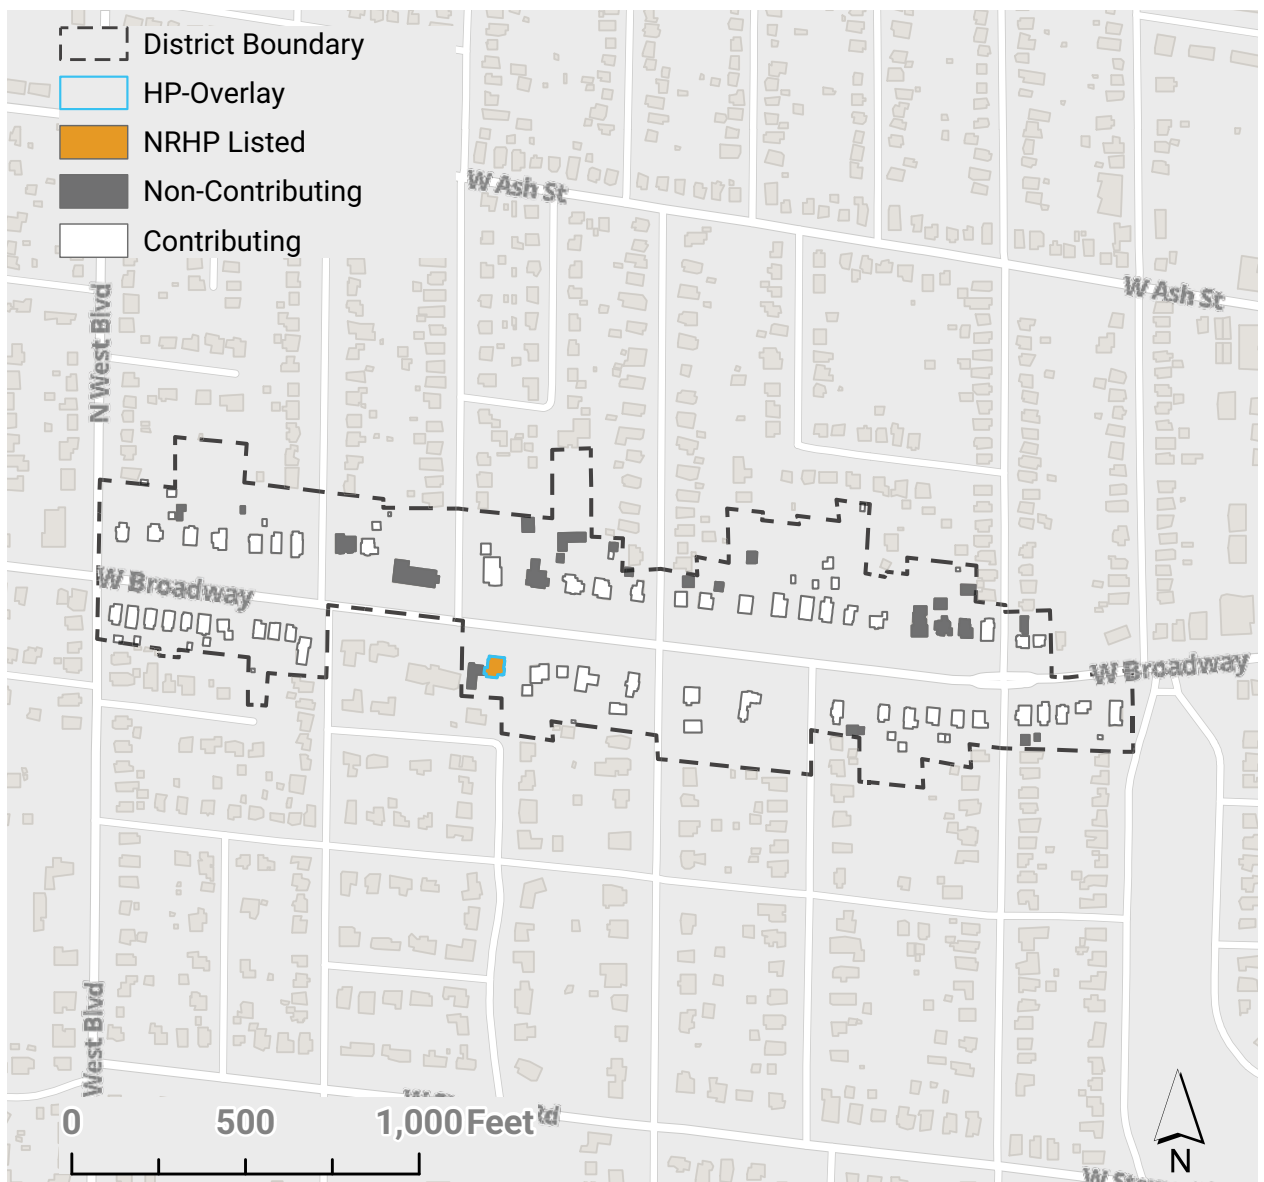 District Boundary
HP-Overlay
NRHP Listed
Non-Contributing
Contributing
W Ash St
W Ash St
N West Blvd
W Broadway
W Broadway
West Blvd
0 500 1,000 Feet
N